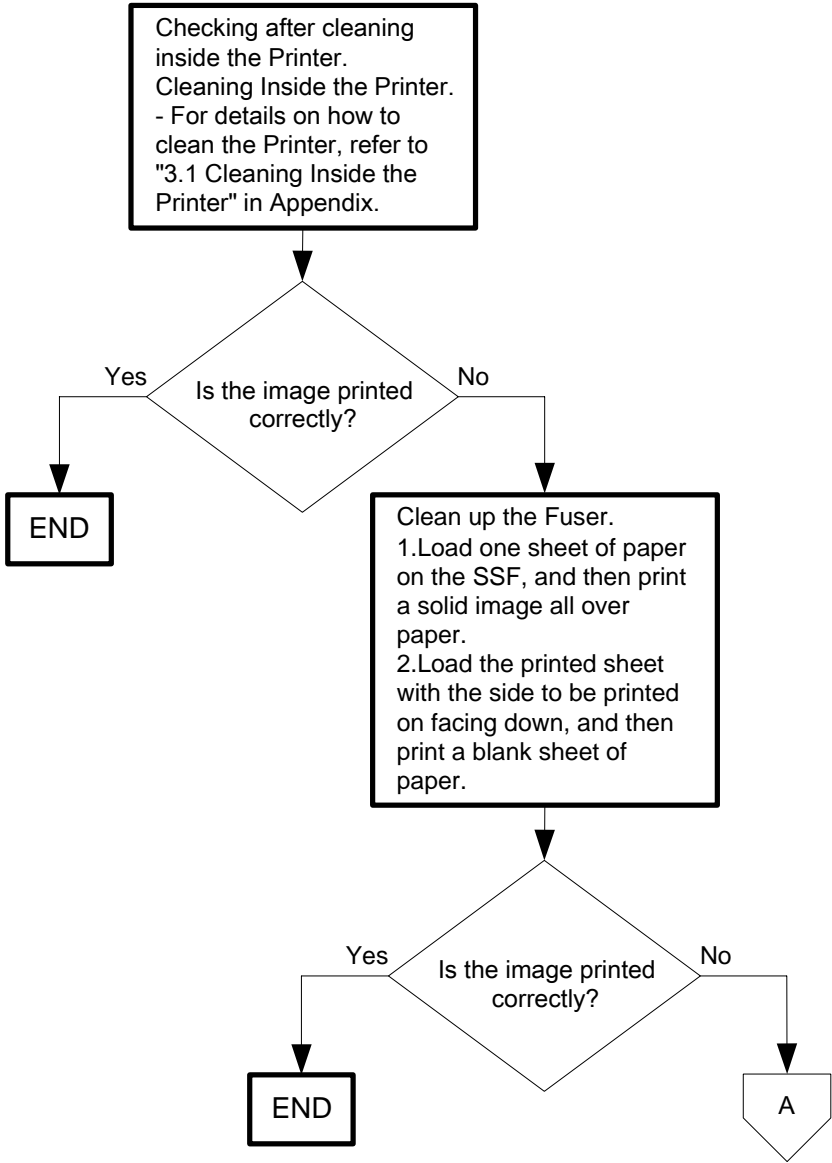 Checking after cleaning
inside the Printer.
Cleaning Inside the Printer.
- For details on how to
clean the Printer, refer to
"3.1 Cleaning Inside the
Printer" in Appendix.
Yes
No
Is the image printed
correctly?
END
Clean up the Fuser.
1.Load one sheet of paper
on the SSF, and then print
a solid image all over
paper.
2.Load the printed sheet
with the side to be printed
on facing down, and then
print a blank sheet of
paper.
Yes
No
Is the image printed
correctly?
END
A